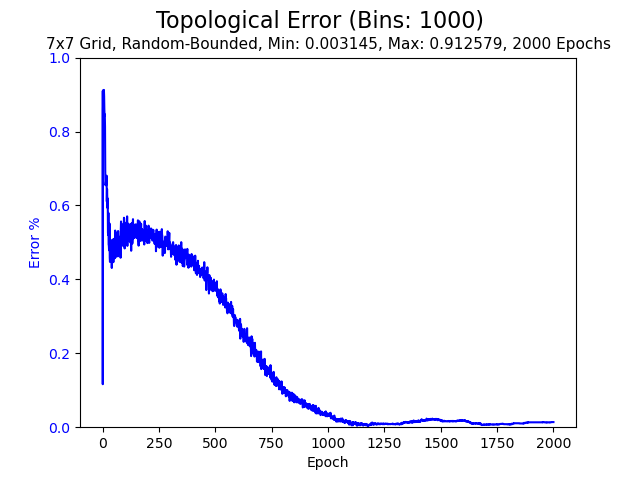 Topological Error (Bins: 1000)
7x7 Grid, Random-Bounded, Min: 0.003145, Max: 0.912579, 2000 Epochs
1.0
0.8
0.6
0.4
0.2
0.0
Error %
0 250 500 750 1000 1250 1500 1750 2000
Epoch